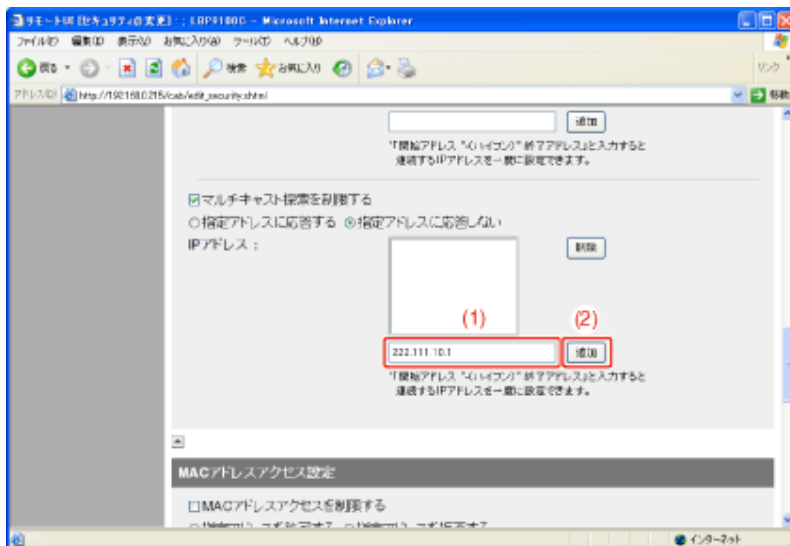 リモートUI [セキュリティの変更] : ; LBP9100C - Microsoft Internet Explorer
ファイル(F) 編集(E) 表示(V) お気に入り(A) ツール(T) ヘルプ(H)
戻る 検索 お気に入り リンク
アドレス(D) http://192.168.0.215/cab/edit_security.shtml 移動
追加
"「開始アドレス "-(ハイフン)" 終了アドレス」と入力すると
連続するIPアドレスを一度に設定できます。
マルチキャスト探索を制限する
指定アドレスに応答する 指定アドレスに応答しない
IPアドレス :
削除
(1) (2)
222.111.10.1 追加
"「開始アドレス "-(ハイフン)" 終了アドレス」と入力すると
連続するIPアドレスを一度に設定できます。
MACアドレスアクセス設定
MACアドレスアクセスを制限する
インターネット